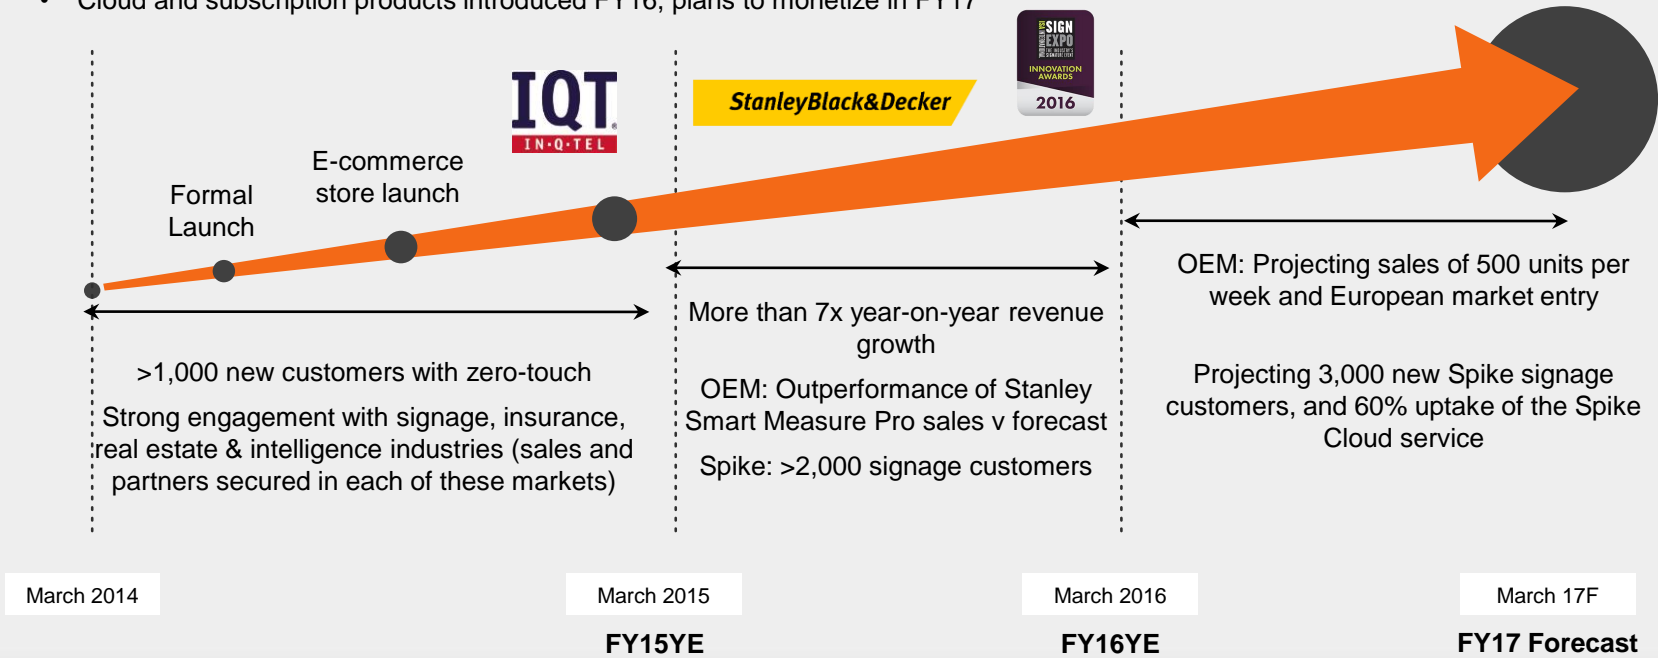 • Cloud and subscription products introduced FY16; plans to monetize in FY17
SIGN
EXPO
INNOVATION
AWARDS
2016
IQT
IN-Q-TEL
StanleyBlack&Decker
E-commerce
store launch
Formal
Launch
>1,000 new customers with zero-touch
Strong engagement with signage, insurance,
real estate & intelligence industries (sales and
partners secured in each of these markets)
More than 7x year-on-year revenue
growth
OEM: Outperformance of Stanley
Smart Measure Pro sales v forecast
Spike: >2,000 signage customers
OEM: Projecting sales of 500 units per
week and European market entry
Projecting 3,000 new Spike signage
customers, and 60% uptake of the Spike
Cloud service
March 2014
March 2015
March 2016
March 17F
FY15YE
FY16YE
FY17 Forecast